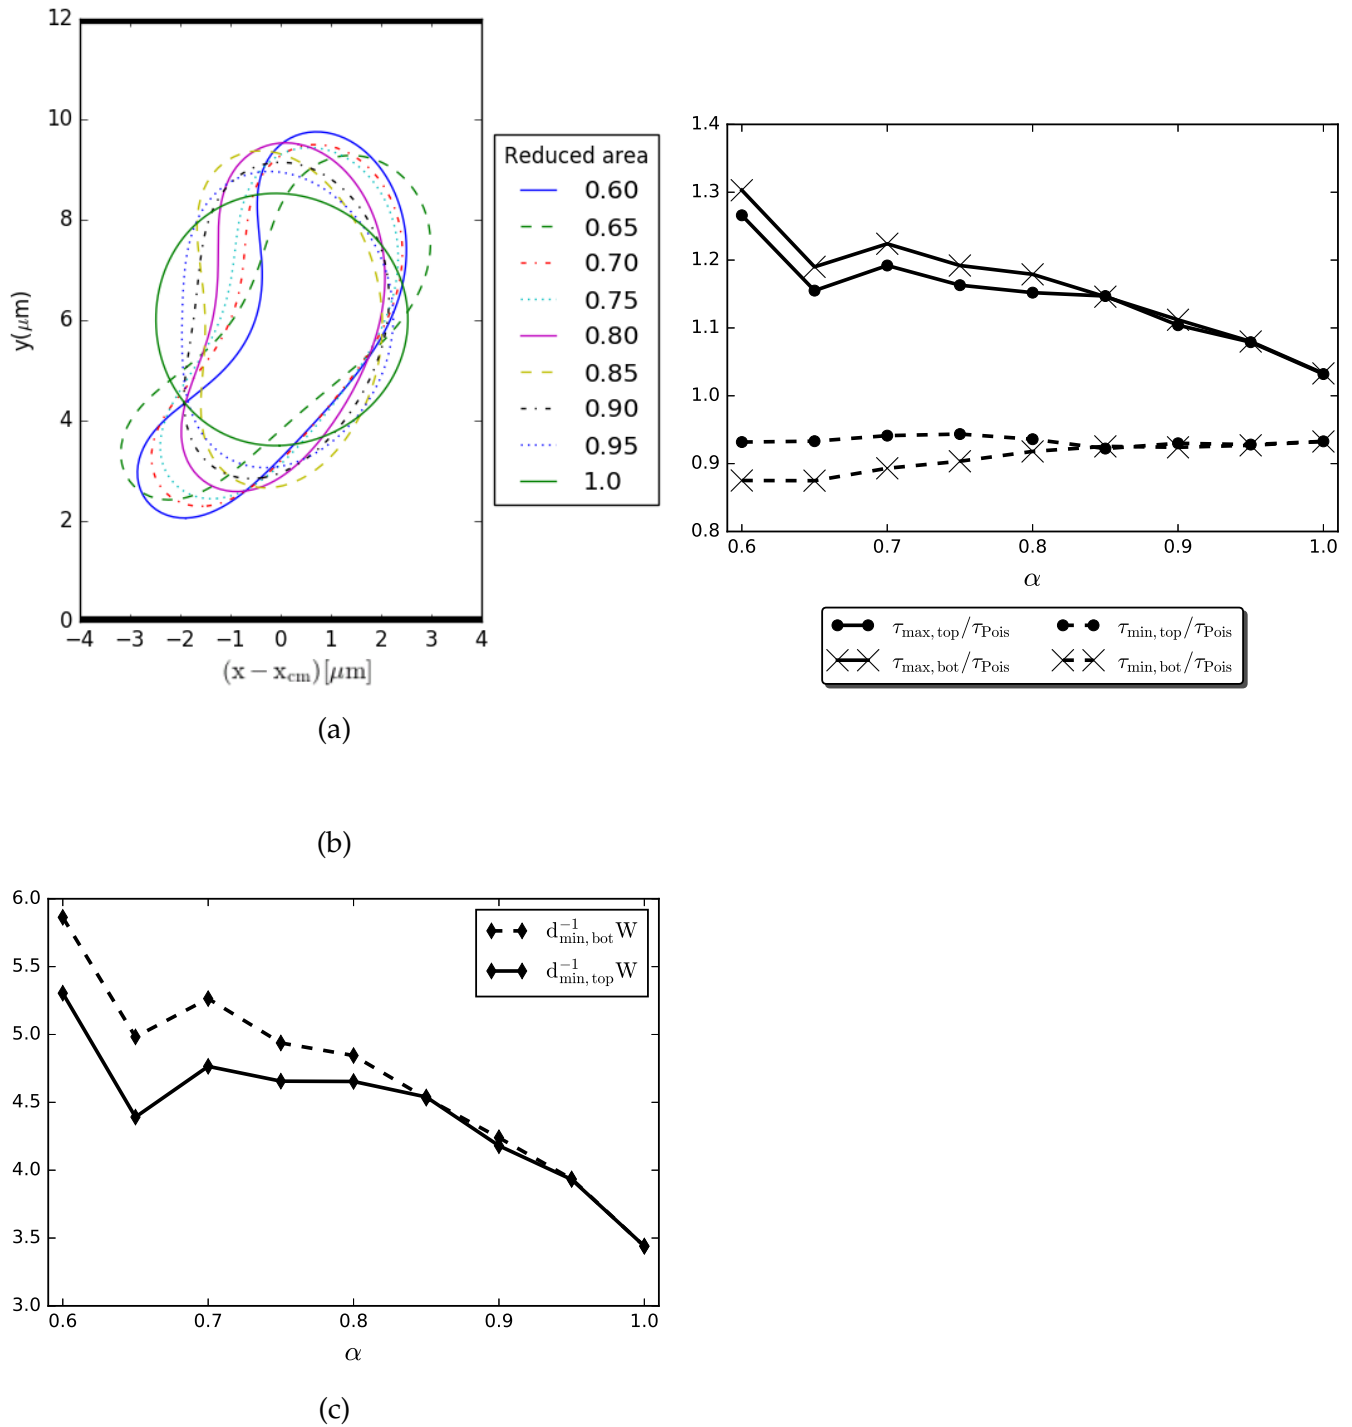 12
10
8
6
4
2
0
y(μm)
−4 −3 −2 −1 0 1 2 3 4
(x − x_cm)[μm]
Reduced area
0.60
0.65
0.70
0.75
0.80
0.85
0.90
0.95
1.0
(a)
1.4
1.3
1.2
1.1
1.0
0.9
0.8
0.6 0.7 0.8 0.9 1.0
α
τ_max,top/τ_Pois τ_min,top/τ_Pois
τ_max,bot/τ_Pois τ_min,bot/τ_Pois
(b)
6.0
5.5
5.0
4.5
4.0
3.5
3.0
d⁻¹_min,bot W
d⁻¹_min,top W
0.6 0.7 0.8 0.9 1.0
α
(c)